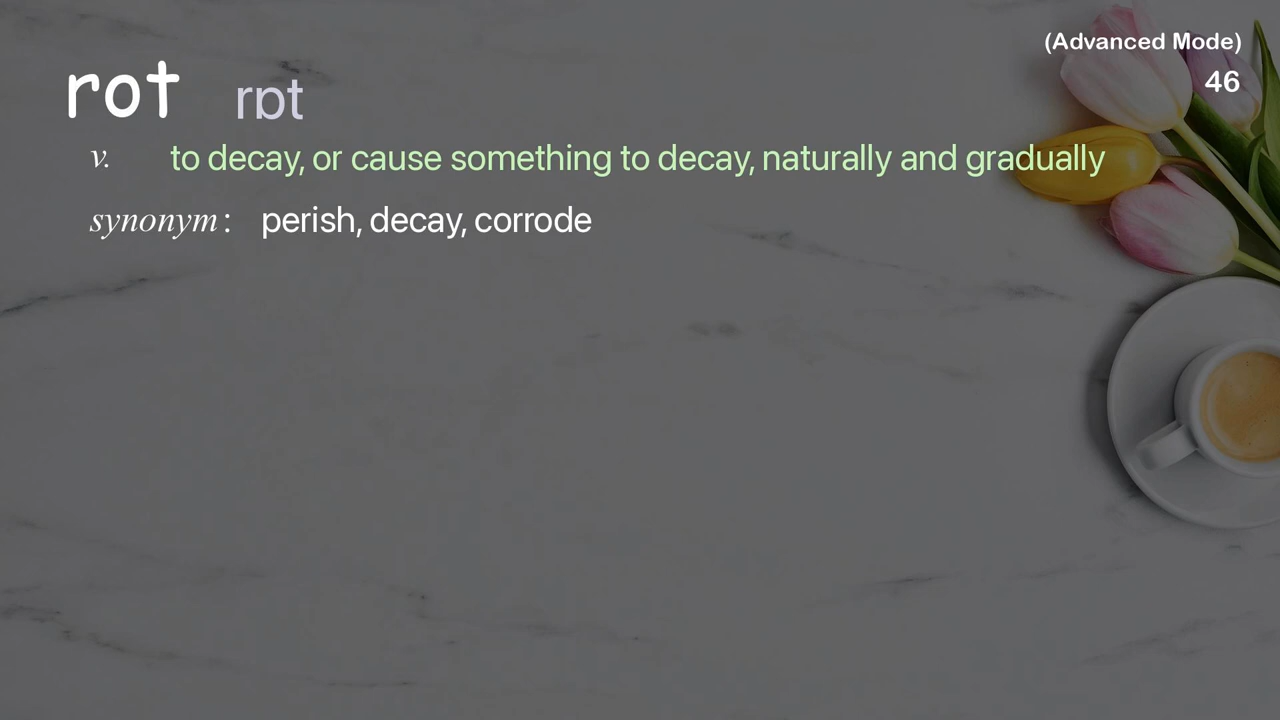 (Advanced Mode)
46
rot rɒt
v. to decay, or cause something to decay, naturally and gradually
synonym : perish, decay, corrode